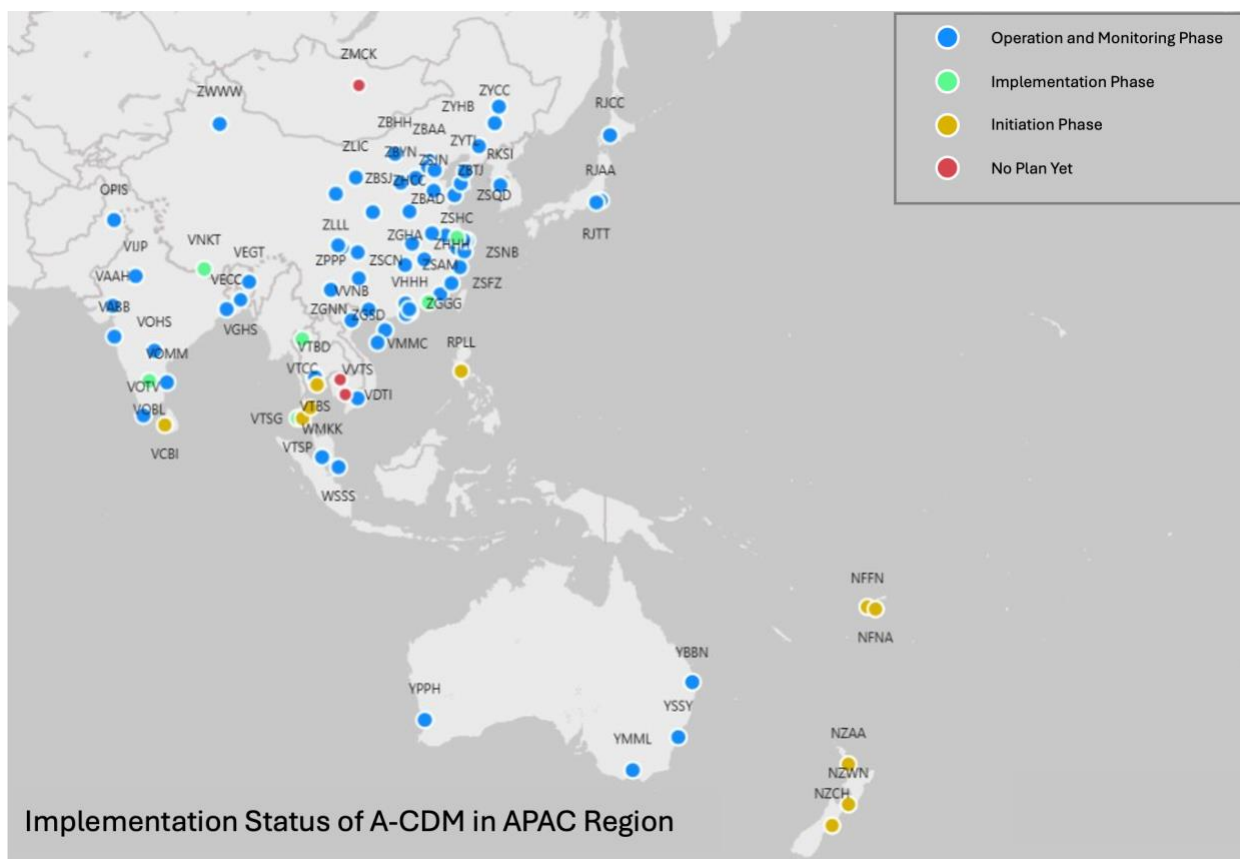 Operation and Monitoring Phase
Implementation Phase
Initiation Phase
No Plan Yet
ZMCK
ZWWW
ZYCC
ZYHB
RJCC
ZBHH
ZBAA
ZYTL
ZLIC
ZBYN
ZSJN
RKSI
ZBTJ
RJAA
ZBSJ
ZHCC
OPIS
ZBAD
ZSQD
ZSHC
ZLLL
ZGHA
RJTT
VIJP
VNKT
VEGT
ZHHH
ZSNB
ZPPP
ZSCN
ZSAM
VAAH
VECC
VHHH
ZSFZ
VVNB
VABB
ZGGG
ZGNN
ZGSD
VOHS
VGHS
VTBD
VMMC
RPLL
VOMM
VTCC
VVTS
VOTV
VDTI
VOBL
VTBS
VTSG
WMKK
VCBI
VTSP
WSSS
NFFN
NFNA
YBBN
YPPH
YSSY
YMML
NZAA
NZWN
NZCH
Implementation Status of A-CDM in APAC Region